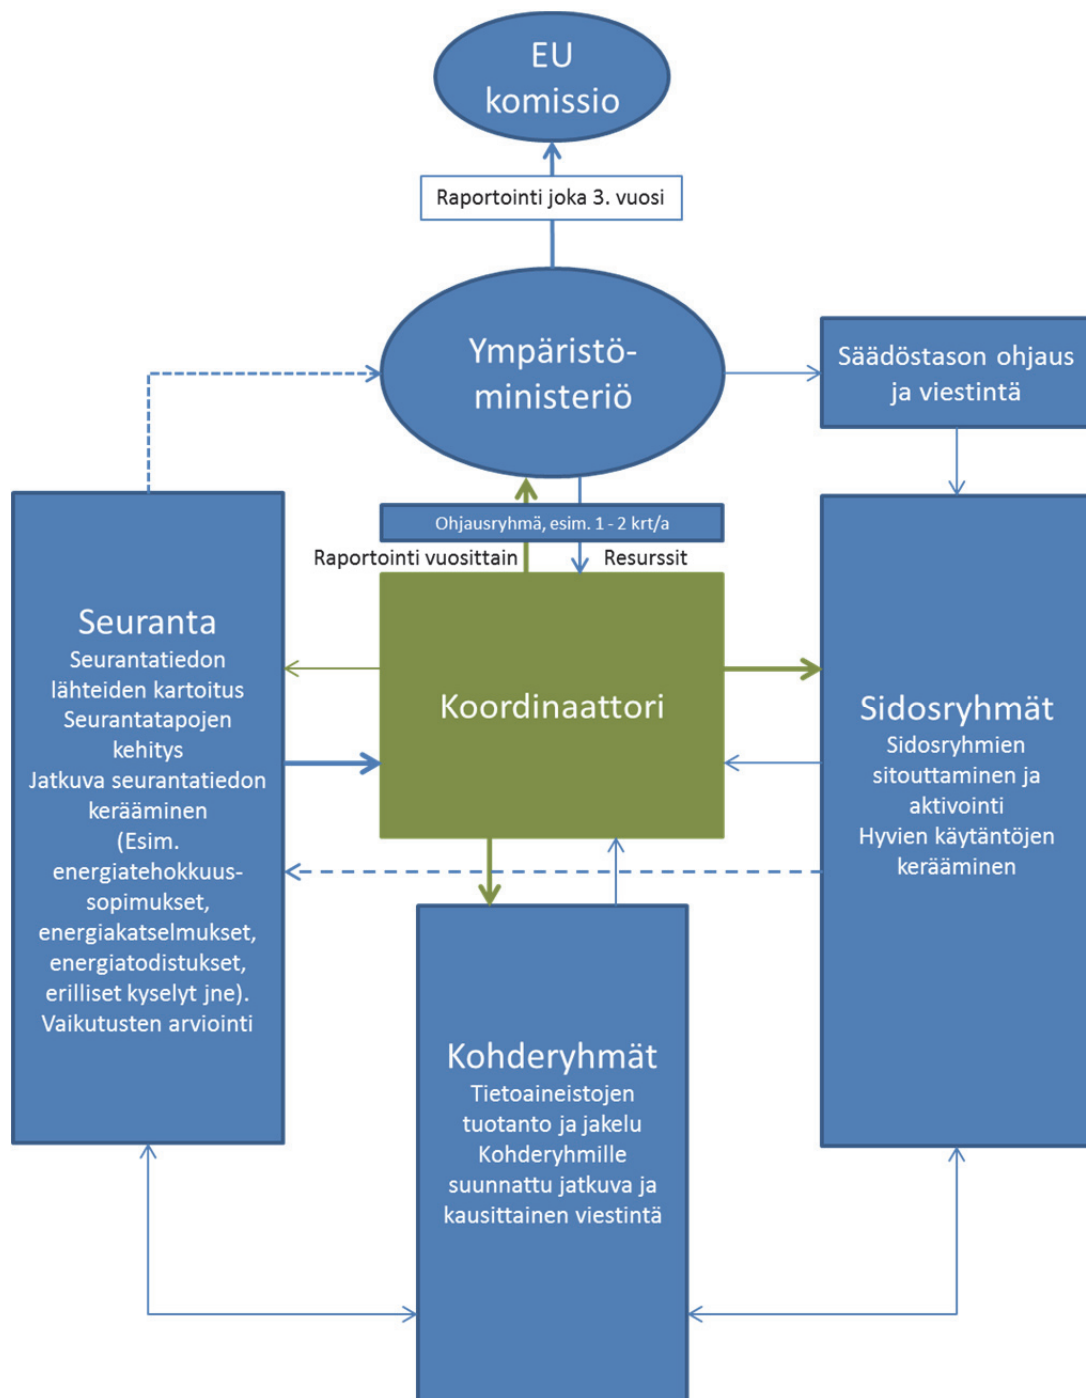 EU
komissio
Raportointi joka 3. vuosi
Ympäristö-
ministeriö
Säädöstason ohjaus
ja viestintä
Ohjausryhmä, esim. 1 - 2 krt/a
Raportointi vuosittain
Resurssit
Seuranta
Seurantatiedon
lähteiden kartoitus
Seurantatapojen
kehitys
Jatkuva seurantatiedon
kerääminen
(Esim.
energiatehokkuus-
sopimukset,
energiakatselmukset,
energiatodistukset,
erilliset kyselyt jne).
Vaikutusten arviointi
Koordinaattori
Sidosryhmät
Sidosryhmien
sitouttaminen ja
aktivointi
Hyvien käytäntöjen
kerääminen
Kohderyhmät
Tietoaineistojen
tuotanto ja jakelu
Kohderyhmille
suunnattu jatkuva ja
kausittainen viestintä